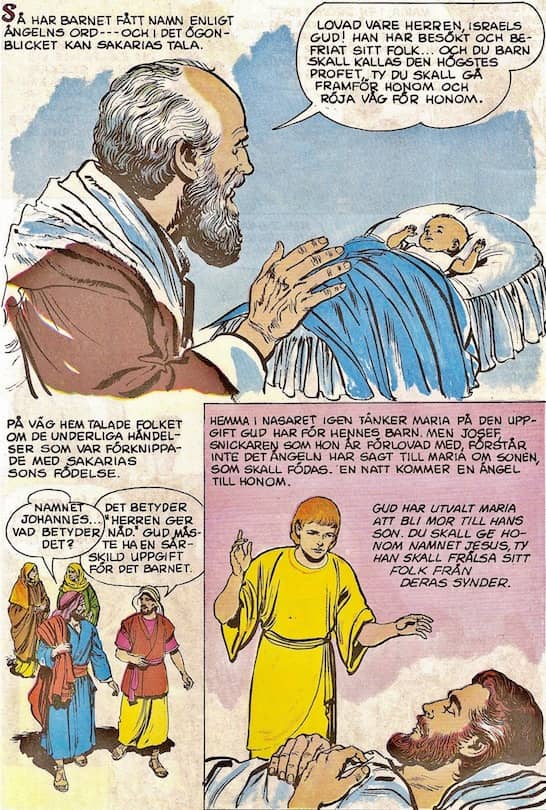 SÅ HAR BARNET FÅTT NAMN ENLIGT
ÄNGELNS ORD---OCH I DET ÖGON-
BLICKET KAN SAKARIAS TALA.
LOVAD VARE HERREN, ISRAELS
GUD! HAN HAR BESÖKT OCH BE-
FRIAT SITT FOLK... OCH DU BARN
SKALL KALLAS DEN HÖGSTES
PROFET, TY DU SKALL GÅ
FRAMFÖR HONOM OCH
RÖJA VÄG FÖR HONOM.
PÅ VÄG HEM TALADE FOLKET
OM DE UNDERLIGA HÄNDEL-
SER SOM VAR FÖRKNIPPA-
DE MED SAKARIAS
SONS FÖDELSE.
NAMNET
JOHANNES...
VAD BETYDER
DET?
DET BETYDER
"HERREN GER
NÅD." GUD MÅS-
TE HA EN SÄR-
SKILD UPPGIFT
FÖR DET BARNET.
HEMMA I NASARET IGEN TÄNKER MARIA PÅ DEN UPP-
GIFT GUD HAR FÖR HENNES BARN. MEN JOSEF,
SNICKAREN SOM HON ÄR FÖRLOVAD MED, FÖRSTÅR
INTE DET ÄNGELN HAR SAGT TILL MARIA OM SONEN,
SOM SKALL FÖDAS. EN NATT KOMMER EN ÄNGEL
TILL HONOM.
GUD HAR UTVALT MARIA
ATT BLI MOR TILL HANS
SON. DU SKALL GE HO-
NOM NAMNET JESUS, TY
HAN SKALL FRÄLSA SITT
FOLK FRÅN
DERAS SYNDER.